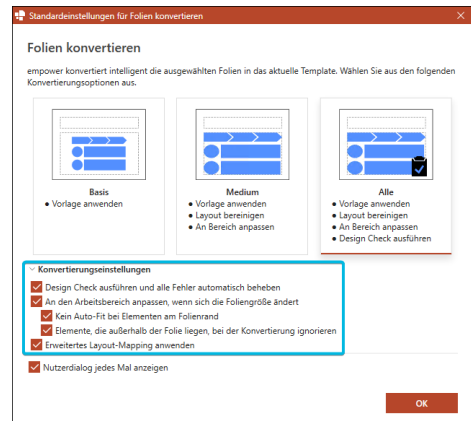 Standardeinstellungen für Folien konvertieren
Folien konvertieren
empower konvertiert intelligent die ausgewählten Folien in das aktuelle Template. Wählen Sie aus den folgenden
Konvertierungsoptionen aus.
Basis
• Vorlage anwenden
Medium
• Vorlage anwenden
• Layout bereinigen
• An Bereich anpassen
Alle
• Vorlage anwenden
• Layout bereinigen
• An Bereich anpassen
• Design Check ausführen
Konvertierungseinstellungen
Design Check ausführen und alle Fehler automatisch beheben
An den Arbeitsbereich anpassen, wenn sich die Foliengröße ändert
Kein Auto-Fit bei Elementen am Folienrand
Elemente, die außerhalb der Folie liegen, bei der Konvertierung ignorieren
Erweitertes Layout-Mapping anwenden
Nutzerdialog jedes Mal anzeigen
OK